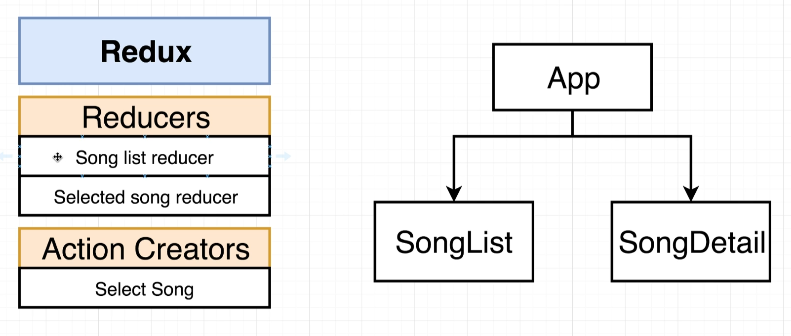 Redux
Reducers
Song list reducer
Selected song reducer
Action Creators
Select Song
App
SongList
SongDetail